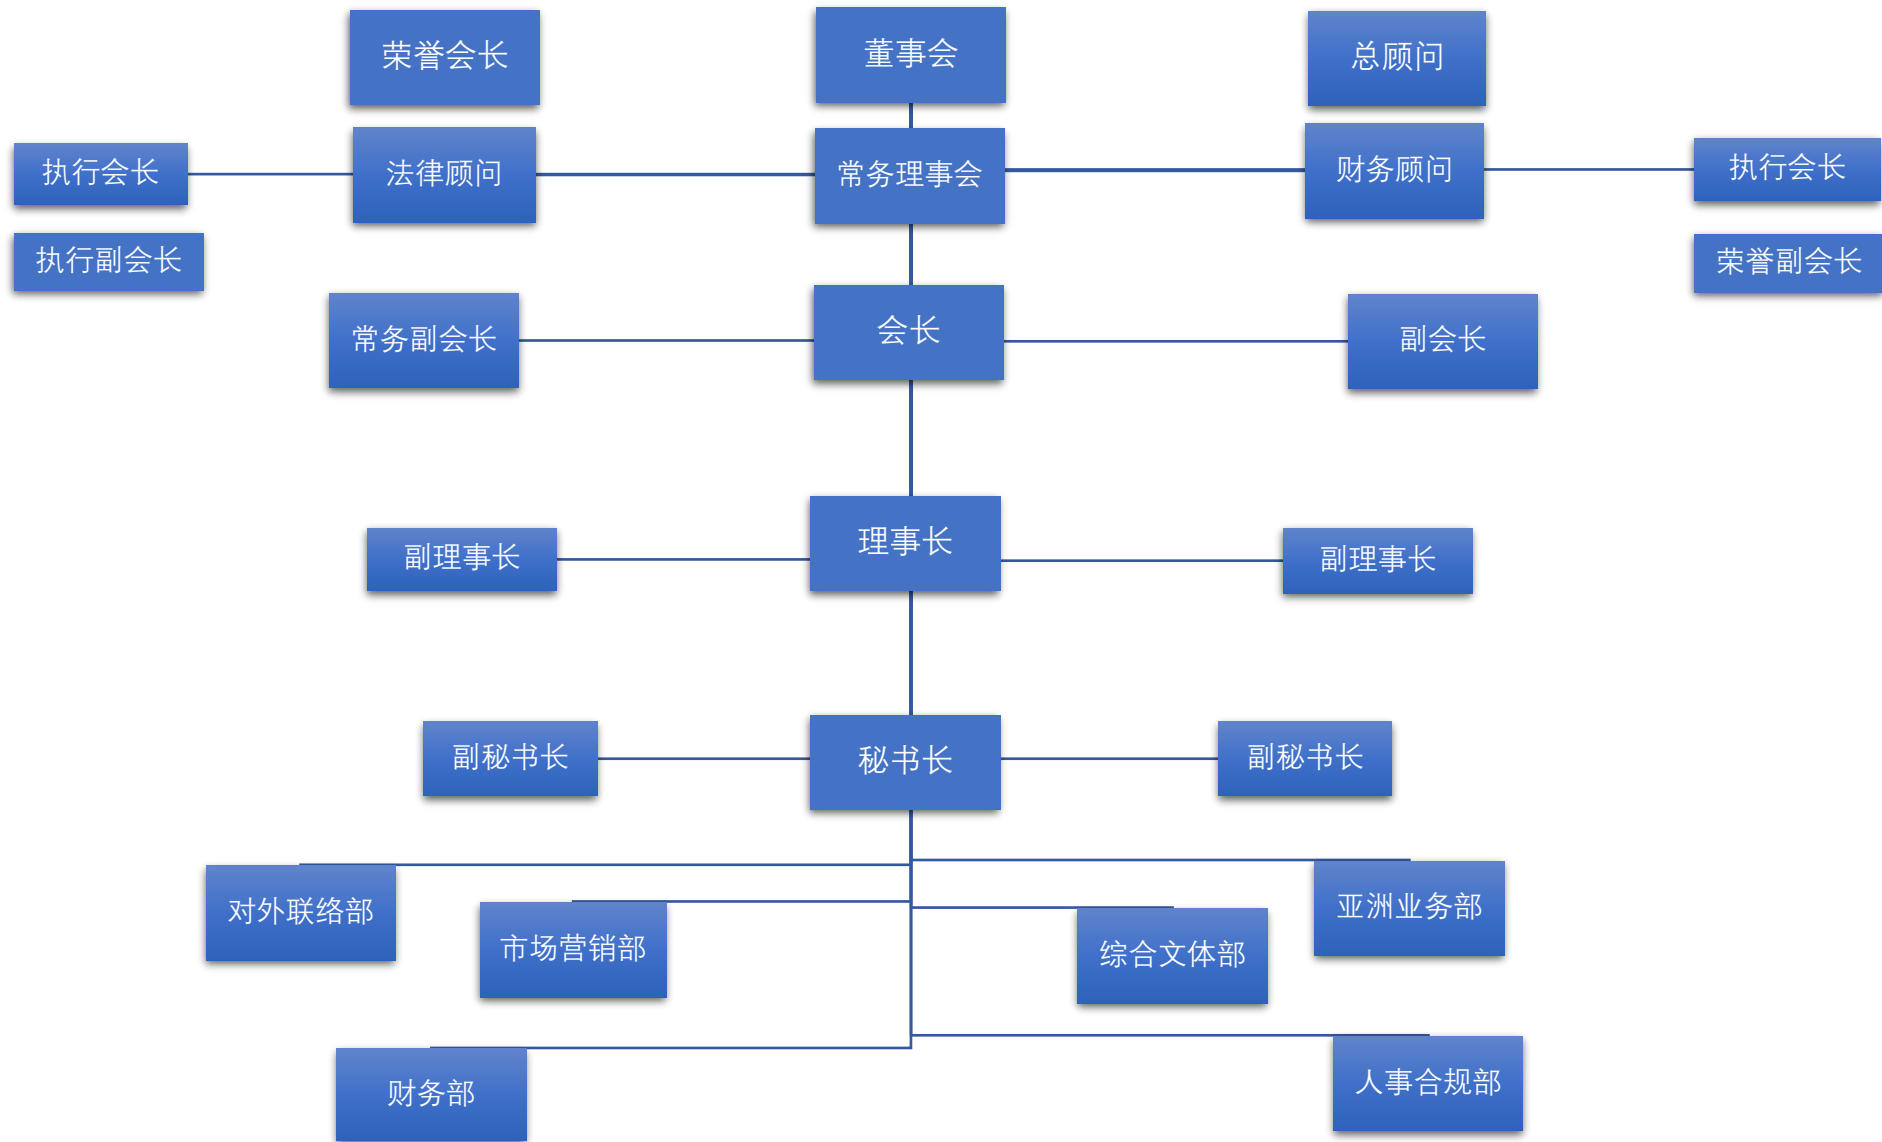 荣誉会长
董事会
总顾问
执行会长
法律顾问
常务理事会
财务顾问
执行会长
执行副会长
荣誉副会长
常务副会长
会长
副会长
副理事长
理事长
副理事长
副秘书长
秘书长
副秘书长
对外联络部
市场营销部
综合文体部
亚洲业务部
财务部
人事合规部